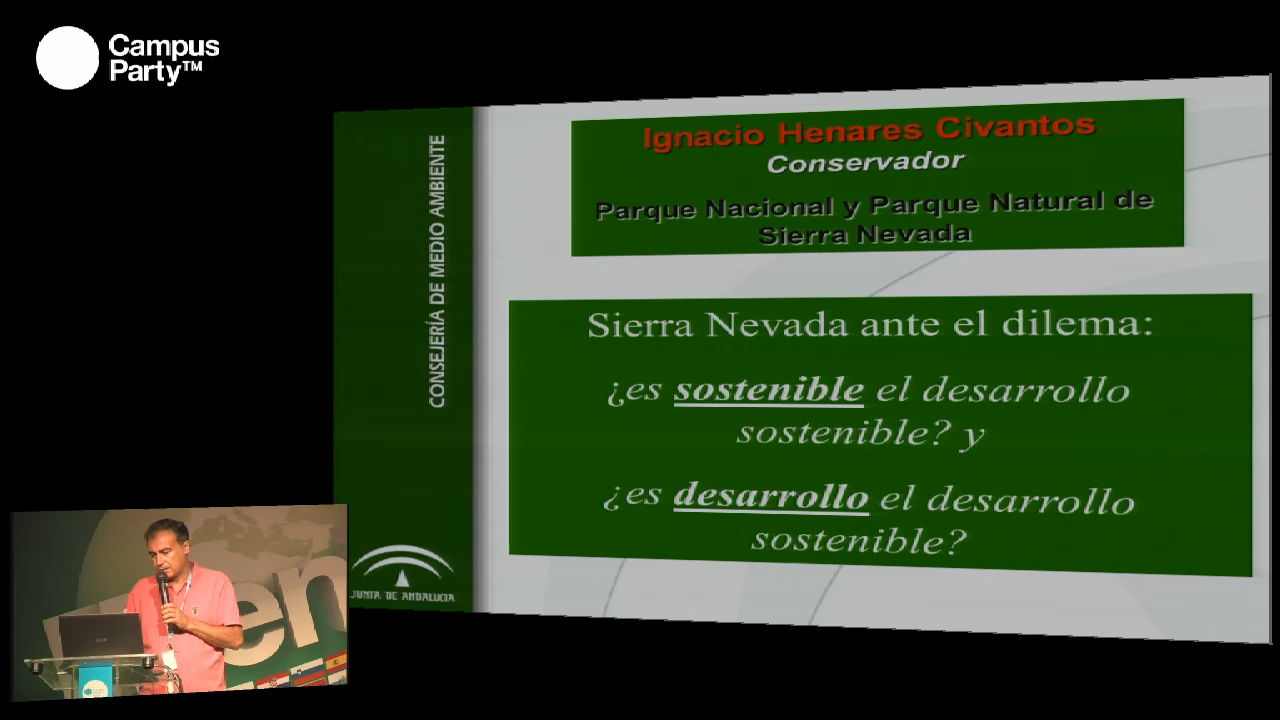 Campus
Party™
CONSEJERÍA DE MEDIO AMBIENTE
JUNTA DE ANDALUCIA
Ignacio Henares Civantos
Conservador
Parque Nacional y Parque Natural de
Sierra Nevada
Sierra Nevada ante el dilema:
¿es sostenible el desarrollo
sostenible? y
¿es desarrollo el desarrollo
sostenible?
en